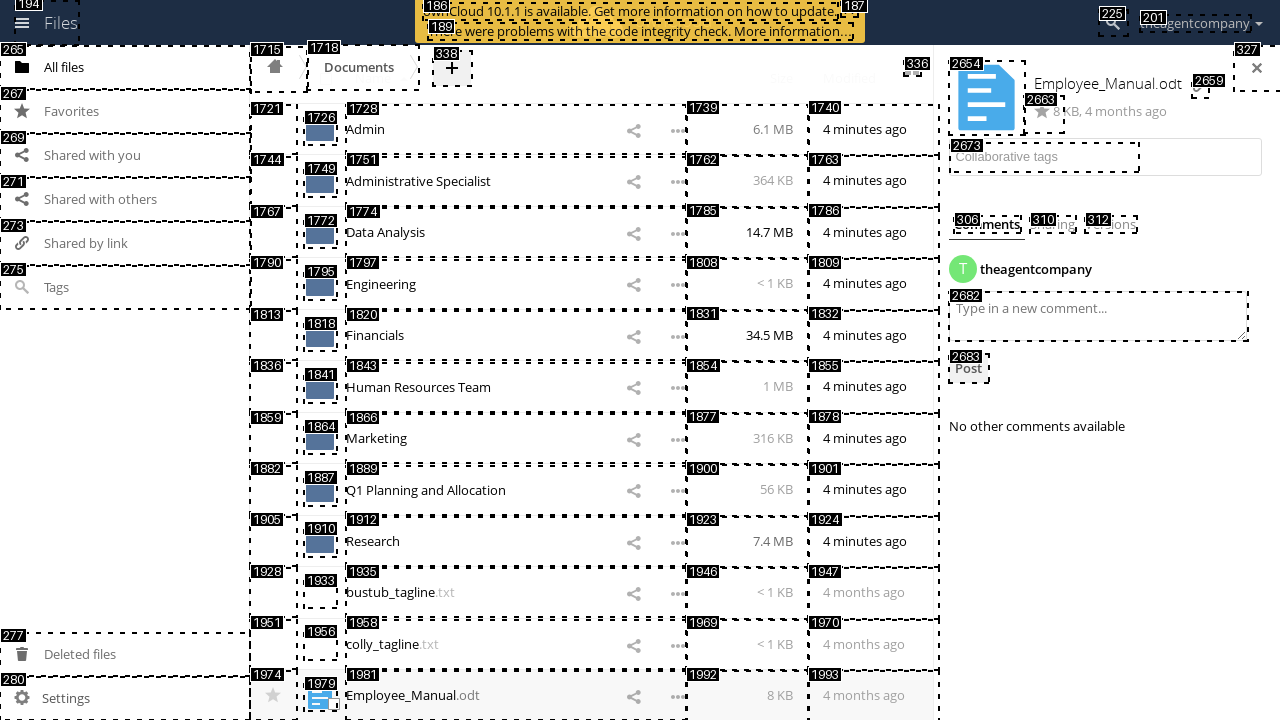 194
Files
186
ownCloud 10.1.1 is available. Get more information on how to update.
187
189
There were problems with the code integrity check. More information…
225
201
theagentcompany
265
All files
267
Favorites
269
Shared with you
271
Shared with others
273
Shared by link
275
Tags
277
Deleted files
280
Settings
1715
1718
Documents
338
+
336
1721
1726
1728
Admin
1739
6.1 MB
1740
4 minutes ago
1744
1749
1751
Administrative Specialist
1762
364 KB
1763
4 minutes ago
1767
1772
1774
Data Analysis
1785
14.7 MB
1786
4 minutes ago
1790
1795
1797
Engineering
1808
< 1 KB
1809
4 minutes ago
1813
1818
1820
Financials
1831
34.5 MB
1832
4 minutes ago
1836
1841
1843
Human Resources Team
1854
1 MB
1855
4 minutes ago
1859
1864
1866
Marketing
1877
316 KB
1878
4 minutes ago
1882
1887
1889
Q1 Planning and Allocation
1900
56 KB
1901
4 minutes ago
1905
1910
1912
Research
1923
7.4 MB
1924
4 minutes ago
1928
1933
1935
bustub_tagline.txt
1946
< 1 KB
1947
4 months ago
1951
1956
1958
colly_tagline.txt
1969
< 1 KB
1970
4 months ago
1974
1979
1981
Employee_Manual.odt
1992
8 KB
1993
4 months ago
327
×
2654
Employee_Manual.odt
2659
2663
8 KB, 4 months ago
2673
Collaborative tags
306
Comments
310
Sharing
312
Versions
T
theagentcompany
2682
Type in a new comment...
2683
Post
No other comments available